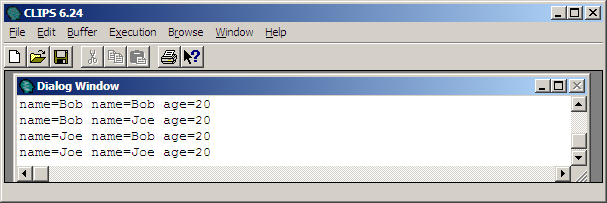 CLIPS 6.24
File Edit Buffer Execution Browse Window Help
Dialog Window
name=Bob name=Bob age=20
name=Bob name=Joe age=20
name=Joe name=Bob age=20
name=Joe name=Joe age=20